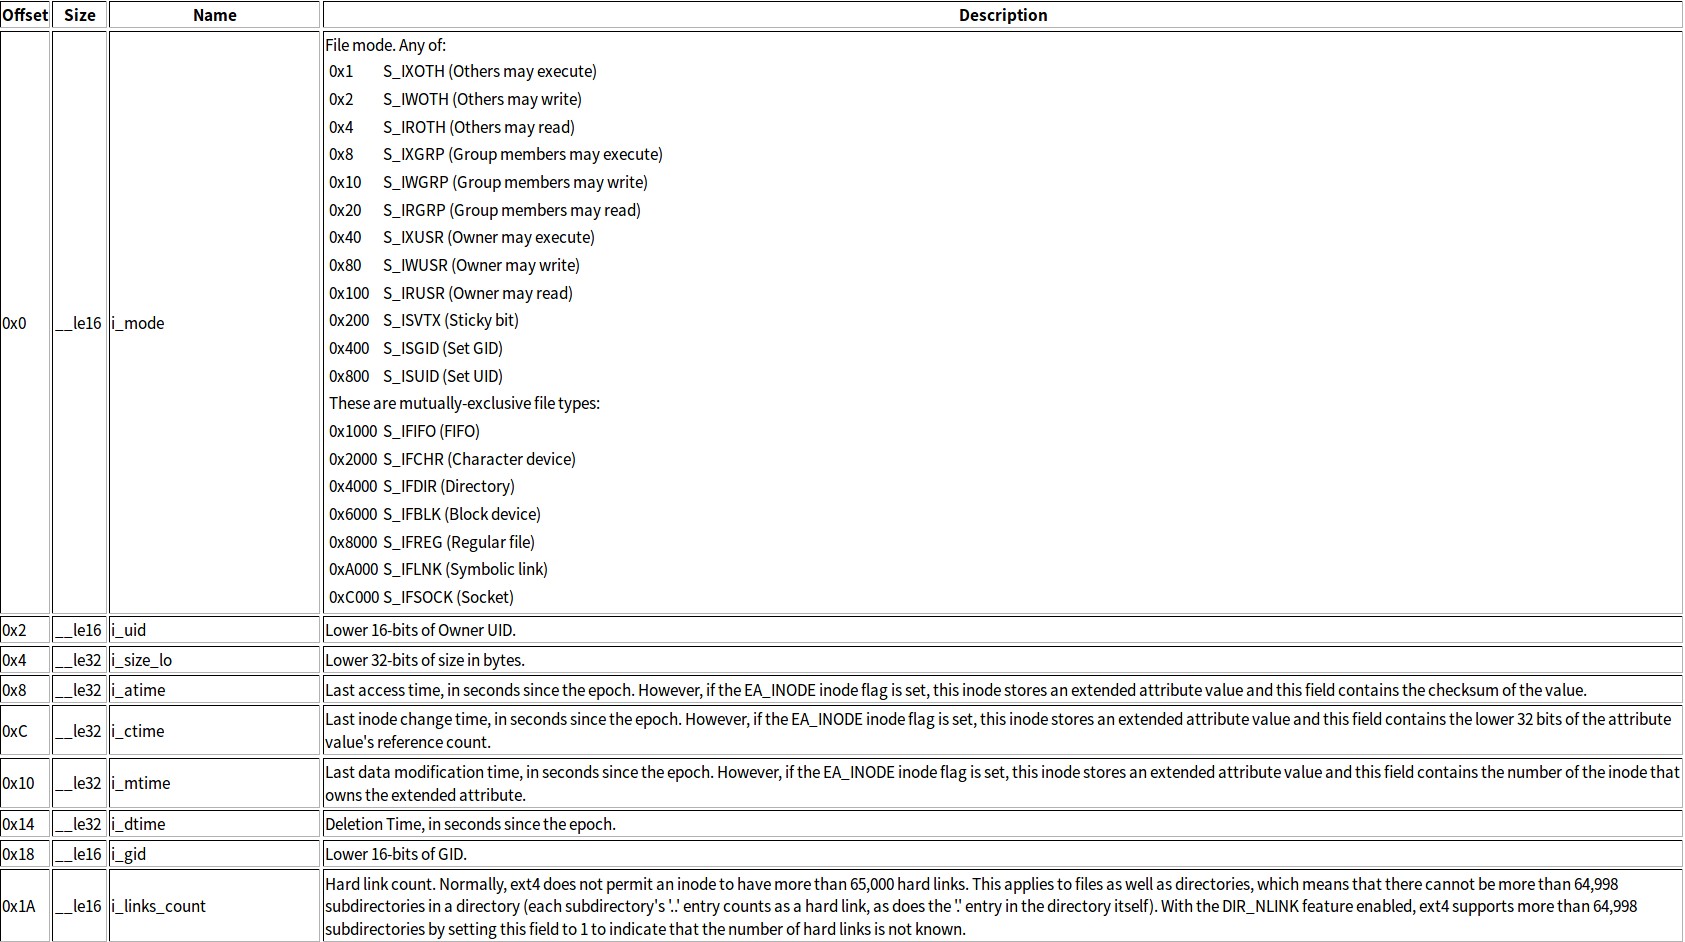 Offset Size Name Description
File mode. Any of:
0x1 S_IXOTH (Others may execute)
0x2 S_IWOTH (Others may write)
0x4 S_IROTH (Others may read)
0x8 S_IXGRP (Group members may execute)
0x10 S_IWGRP (Group members may write)
0x20 S_IRGRP (Group members may read)
0x40 S_IXUSR (Owner may execute)
0x80 S_IWUSR (Owner may write)
0x100 S_IRUSR (Owner may read)
0x200 S_ISVTX (Sticky bit)
0x0 __le16 i_mode
0x400 S_ISGID (Set GID)
0x800 S_ISUID (Set UID)
These are mutually-exclusive file types:
0x1000 S_IFIFO (FIFO)
0x2000 S_IFCHR (Character device)
0x4000 S_IFDIR (Directory)
0x6000 S_IFBLK (Block device)
0x8000 S_IFREG (Regular file)
0xA000 S_IFLNK (Symbolic link)
0xC000 S_IFSOCK (Socket)
0x2 __le16 i_uid Lower 16-bits of Owner UID.
0x4 __le32 i_size_lo Lower 32-bits of size in bytes.
0x8 __le32 i_atime Last access time, in seconds since the epoch. However, if the EA_INODE inode flag is set, this inode stores an extended attribute value and this field contains the checksum of the value.
0xC __le32 i_ctime Last inode change time, in seconds since the epoch. However, if the EA_INODE inode flag is set, this inode stores an extended attribute value and this field contains the lower 32 bits of the attribute
value's reference count.
0x10 __le32 i_mtime Last data modification time, in seconds since the epoch. However, if the EA_INODE inode flag is set, this inode stores an extended attribute value and this field contains the number of the inode that
owns the extended attribute.
0x14 __le32 i_dtime Deletion Time, in seconds since the epoch.
0x18 __le16 i_gid Lower 16-bits of GID.
0x1A __le16 i_links_count Hard link count. Normally, ext4 does not permit an inode to have more than 65,000 hard links. This applies to files as well as directories, which means that there cannot be more than 64,998
subdirectories in a directory (each subdirectory's '..' entry counts as a hard link, as does the '.' entry in the directory itself). With the DIR_NLINK feature enabled, ext4 supports more than 64,998
subdirectories by setting this field to 1 to indicate that the number of hard links is not known.